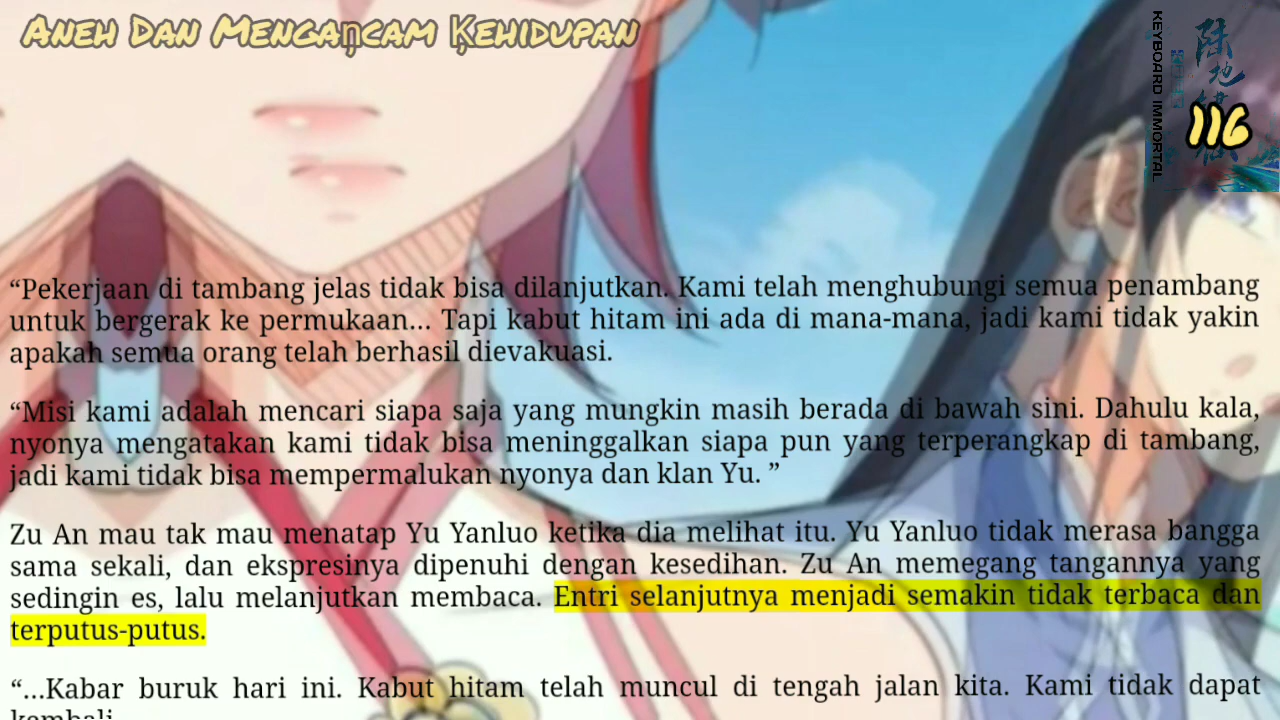 Aneh Dan Mengaņcam Ķehidupan
KEYBOARD IMMORTAL
陆地
116
“Pekerjaan di tambang jelas tidak bisa dilanjutkan. Kami telah menghubungi semua penambang
untuk bergerak ke permukaan... Tapi kabut hitam ini ada di mana-mana, jadi kami tidak yakin
apakah semua orang telah berhasil dievakuasi.
“Misi kami adalah mencari siapa saja yang mungkin masih berada di bawah sini. Dahulu kala,
nyonya mengatakan kami tidak bisa meninggalkan siapa pun yang terperangkap di tambang,
jadi kami tidak bisa mempermalukan nyonya dan klan Yu. ”
Zu An mau tak mau menatap Yu Yanluo ketika dia melihat itu. Yu Yanluo tidak merasa bangga
sama sekali, dan ekspresinya dipenuhi dengan kesedihan. Zu An memegang tangannya yang
sedingin es, lalu melanjutkan membaca. Entri selanjutnya menjadi semakin tidak terbaca dan
terputus-putus.
“...Kabar buruk hari ini. Kabut hitam telah muncul di tengah jalan kita. Kami tidak dapat
kembali